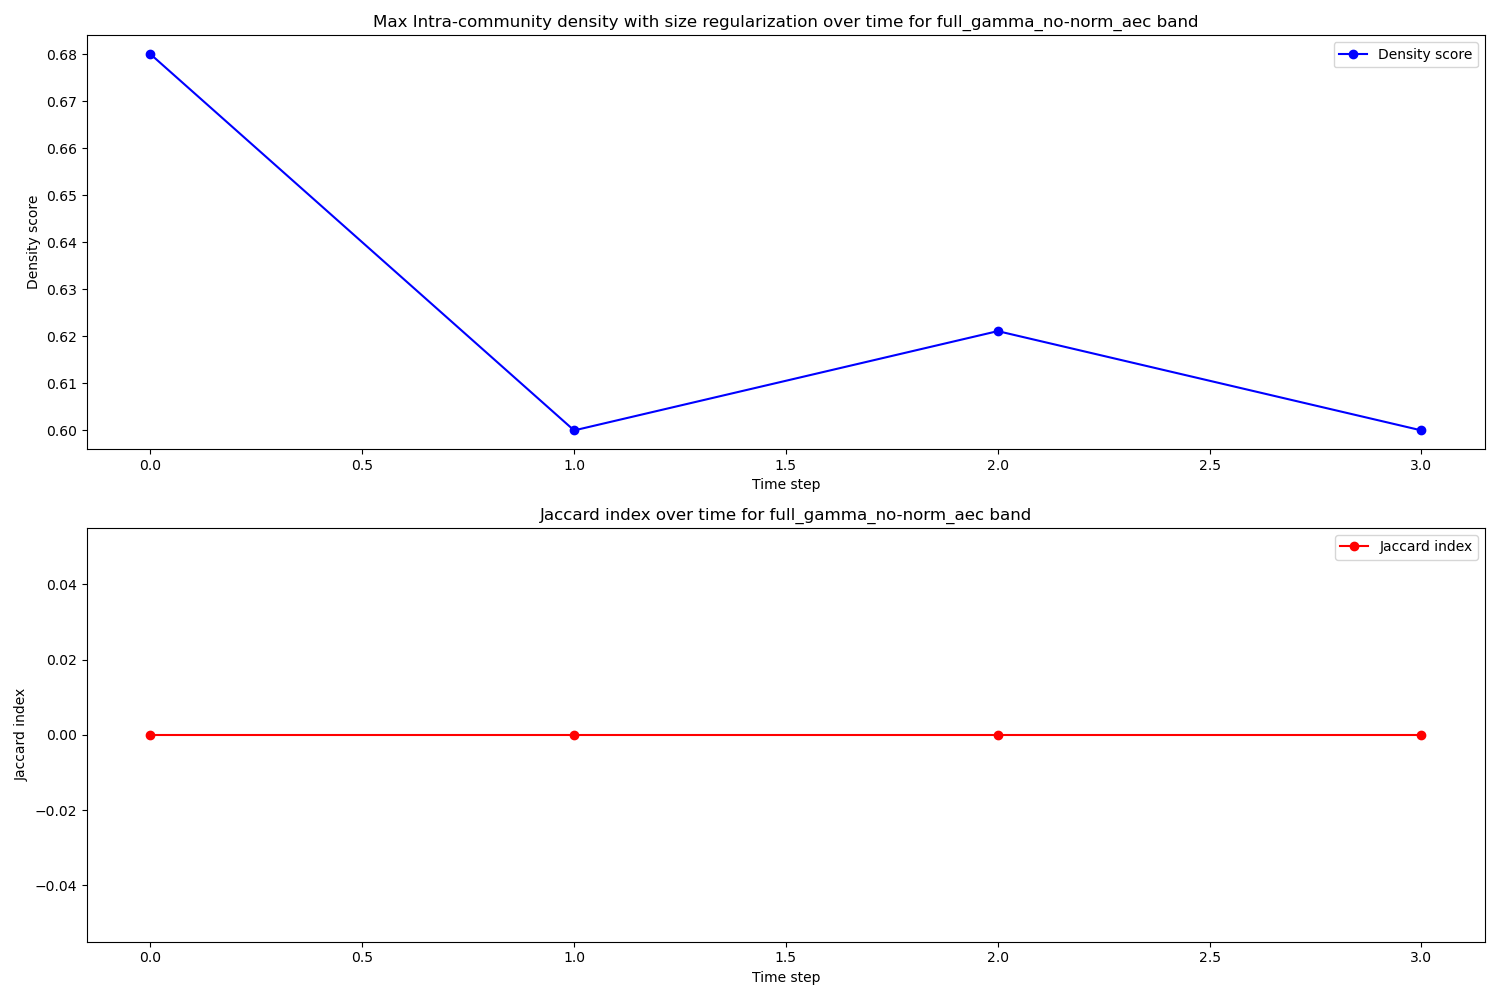 Max Intra-community density with size regularization over time for full_gamma_no-norm_aec band
Density score
Density score
0.68
0.67
0.66
0.65
0.64
0.63
0.62
0.61
0.60
0.0 0.5 1.0 1.5 2.0 2.5 3.0
Time step
Jaccard index over time for full_gamma_no-norm_aec band
Jaccard index
Jaccard index
0.04
0.02
0.00
−0.02
−0.04
0.0 0.5 1.0 1.5 2.0 2.5 3.0
Time step